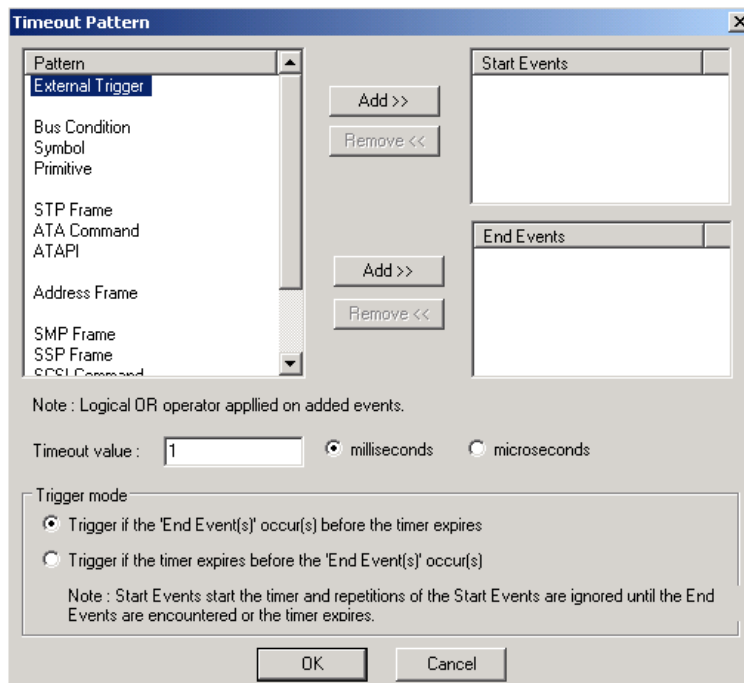 Timeout Pattern
Pattern
External Trigger
Bus Condition
Symbol
Primitive
STP Frame
ATA Command
ATAPI
Address Frame
SMP Frame
SSP Frame
SCSI Command
Add >>
Remove <<
Start Events
Add >>
Remove <<
End Events
Note : Logical OR operator appllied on added events.
Timeout value : 1 milliseconds microseconds
Trigger mode
Trigger if the 'End Event(s)' occur(s) before the timer expires
Trigger if the timer expires before the 'End Event(s)' occur(s)
Note : Start Events start the timer and repetitions of the Start Events are ignored until the End
Events are encountered or the timer expires.
OK Cancel